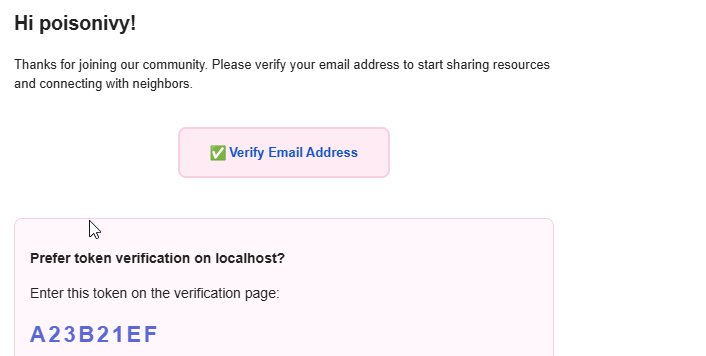 Hi poisonivy!
Thanks for joining our community. Please verify your email address to start sharing resources
and connecting with neighbors.
✅ Verify Email Address
Prefer token verification on localhost?
Enter this token on the verification page:
A23B21EF